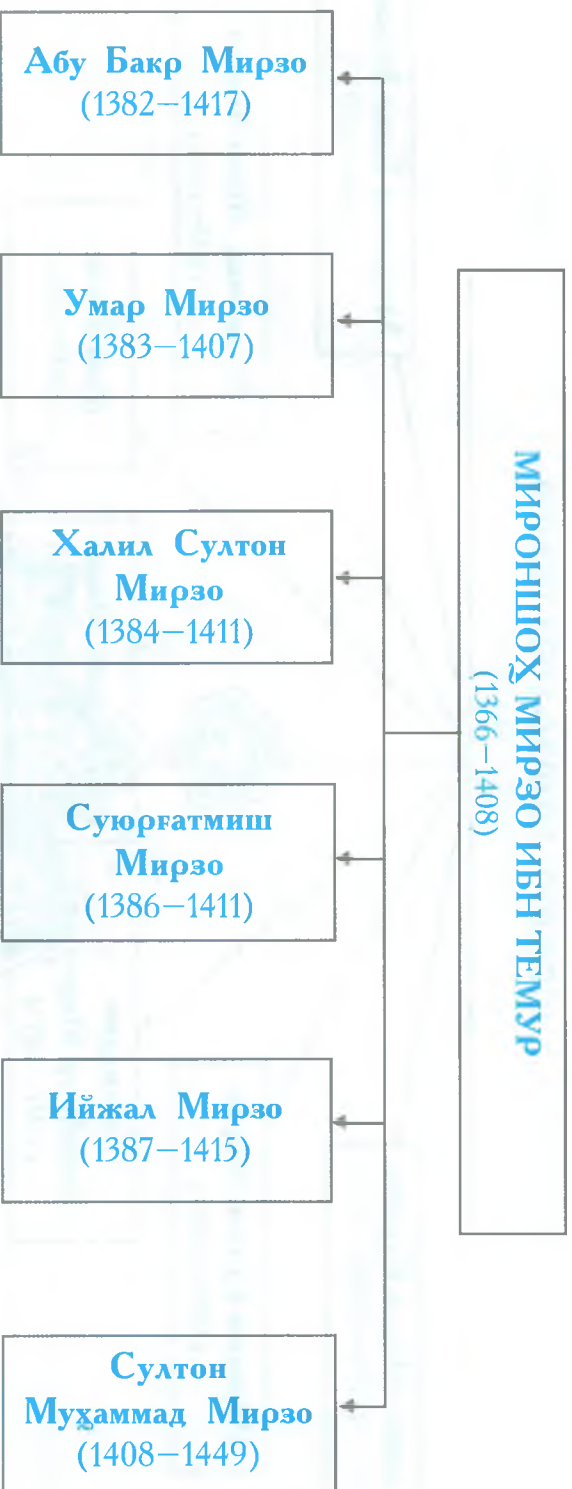 Абу Бакр Мирзо
(1382–1417)
Умар Мирзо
(1383–1407)
Халил Султон
Мирзо
(1384–1411)
Суюрғатмиш
Мирзо
(1386–1411)
Ийжал Мирзо
(1387–1415)
Султон
Муҳаммад Мирзо
(1408–1449)
МИРОНШОҲ МИРЗО ИБН ТЕМУР
(1366–1408)